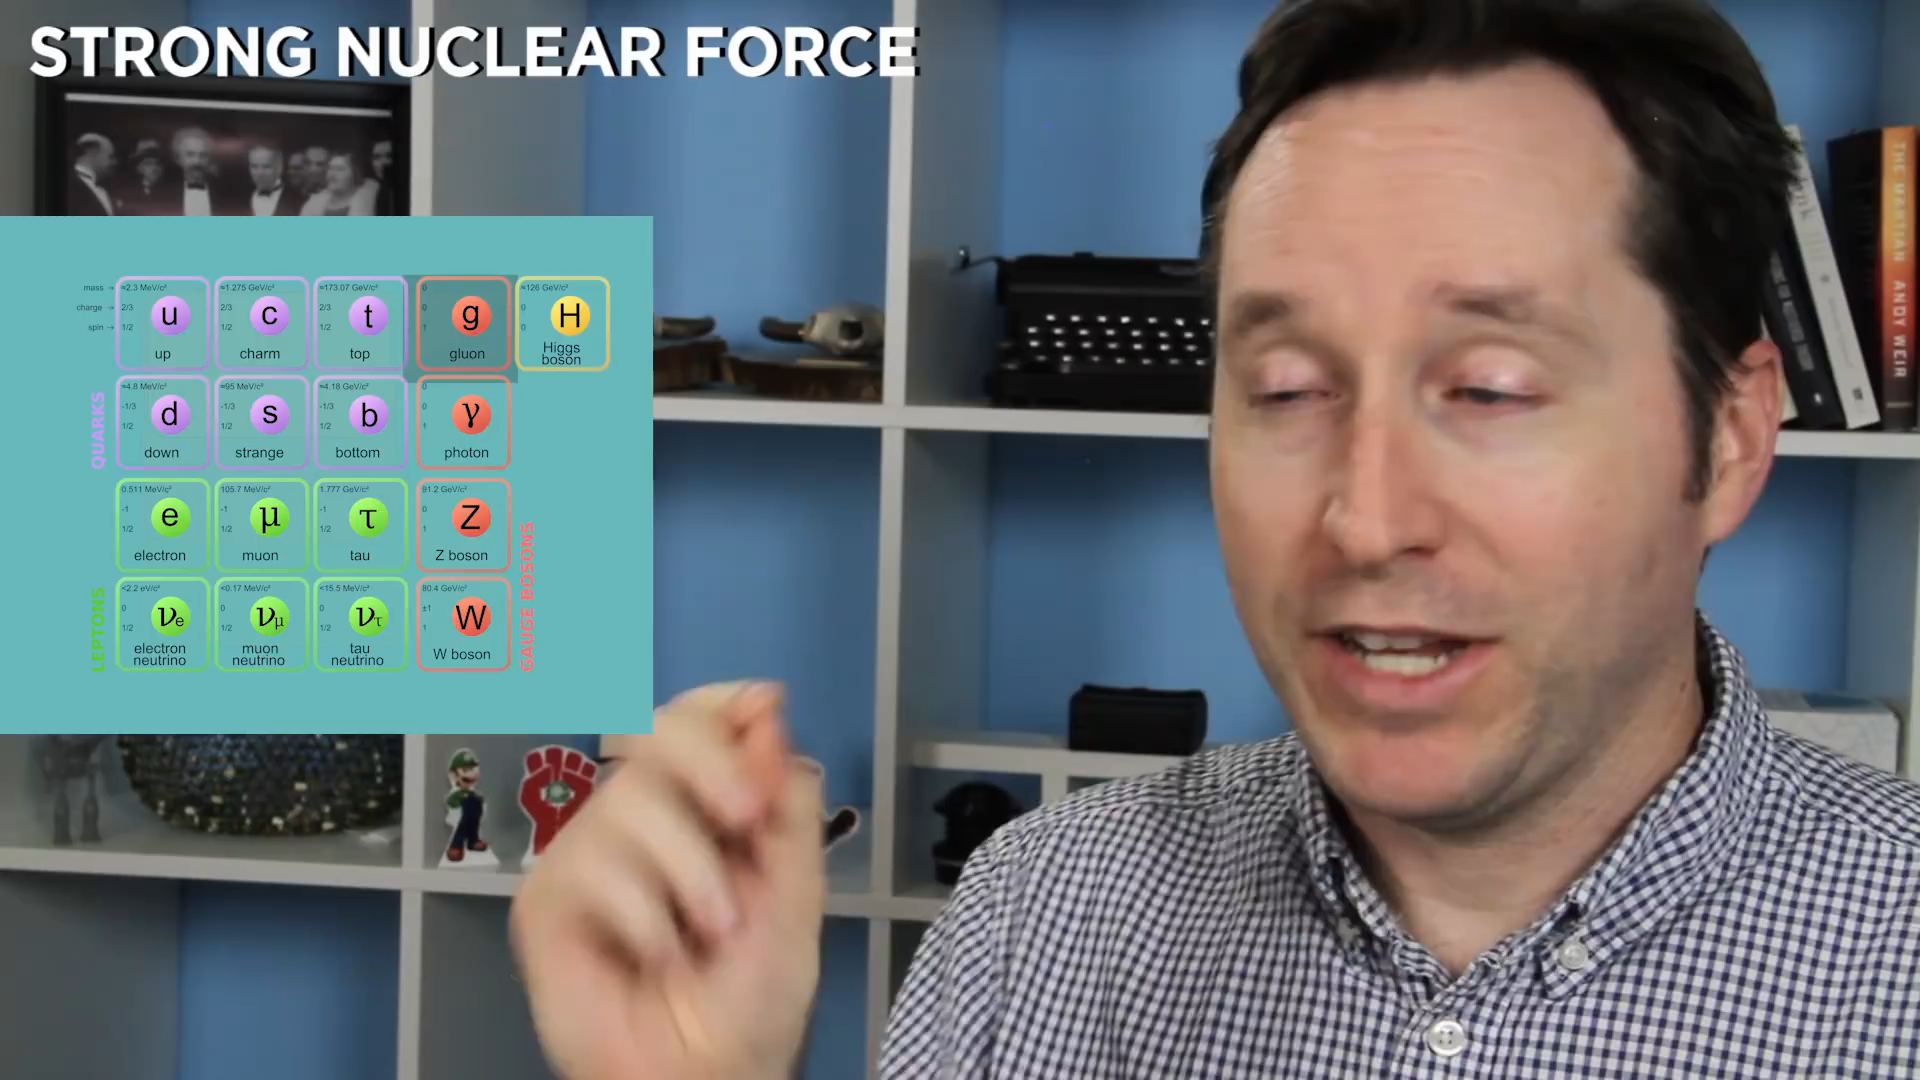 STRONG NUCLEAR FORCE
THE MARTIAN ANDY WEIR
mass → ≈2.3 MeV/c² ≈1.275 GeV/c² ≈173.07 GeV/c² 0 ≈126 GeV/c²
charge → 2/3 2/3 2/3 0 0
spin → 1/2 1/2 1/2 1 0
u c t g H
up charm top gluon Higgs
boson
QUARKS
≈4.8 MeV/c² ≈95 MeV/c² ≈4.18 GeV/c² 0
-1/3 -1/3 -1/3 0
1/2 1/2 1/2 1
d s b γ
down strange bottom photon
0.511 MeV/c² 105.7 MeV/c² 1.777 GeV/c² 91.2 GeV/c²
-1 -1 -1 0
1/2 1/2 1/2 1
e μ τ Z
electron muon tau Z boson
GAUGE BOSONS
LEPTONS
<2.2 eV/c² <0.17 MeV/c² <15.5 MeV/c² 80.4 GeV/c²
0 0 0 ±1
1/2 1/2 1/2 1
νe νμ ντ W
electron muon tau W boson
neutrino neutrino neutrino